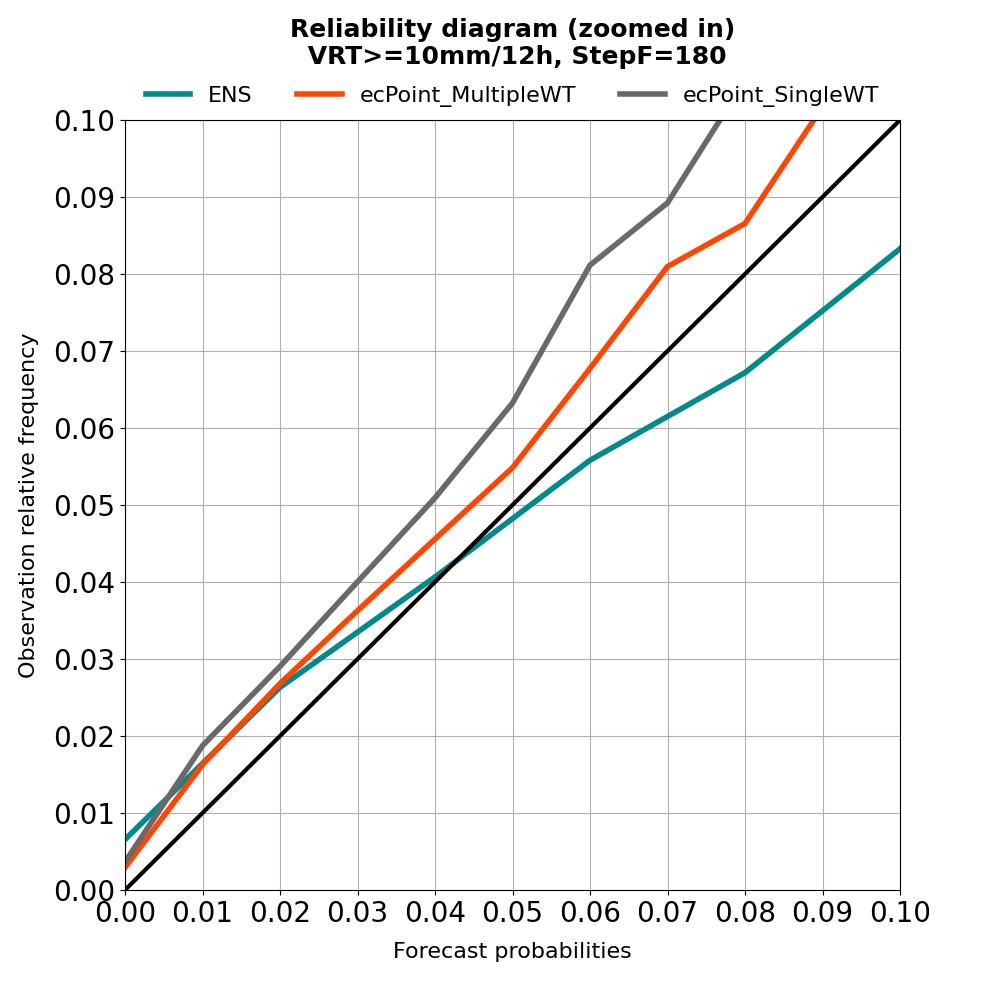 Reliability diagram (zoomed in)
VRT>=10mm/12h, StepF=180
ENS ecPoint_MultipleWT ecPoint_SingleWT
0.10
0.09
0.08
0.07
0.06
0.05
0.04
0.03
0.02
0.01
0.00
Observation relative frequency
0.00 0.01 0.02 0.03 0.04 0.05 0.06 0.07 0.08 0.09 0.10
Forecast probabilities